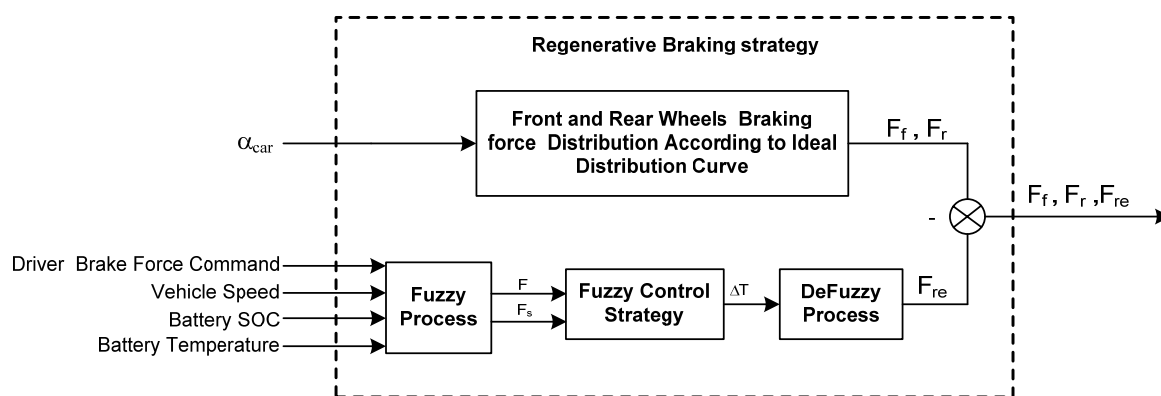 Regenerative Braking strategy
Front and Rear Wheels Braking
force Distribution According to Ideal
Distribution Curve
α_car
F_f , F_r
-
F_f , F_r ,F_re
Driver Brake Force Command
Vehicle Speed
Battery SOC
Battery Temperature
Fuzzy
Process
F
F_s
Fuzzy Control
Strategy
ΔT
DeFuzzy
Process
F_re